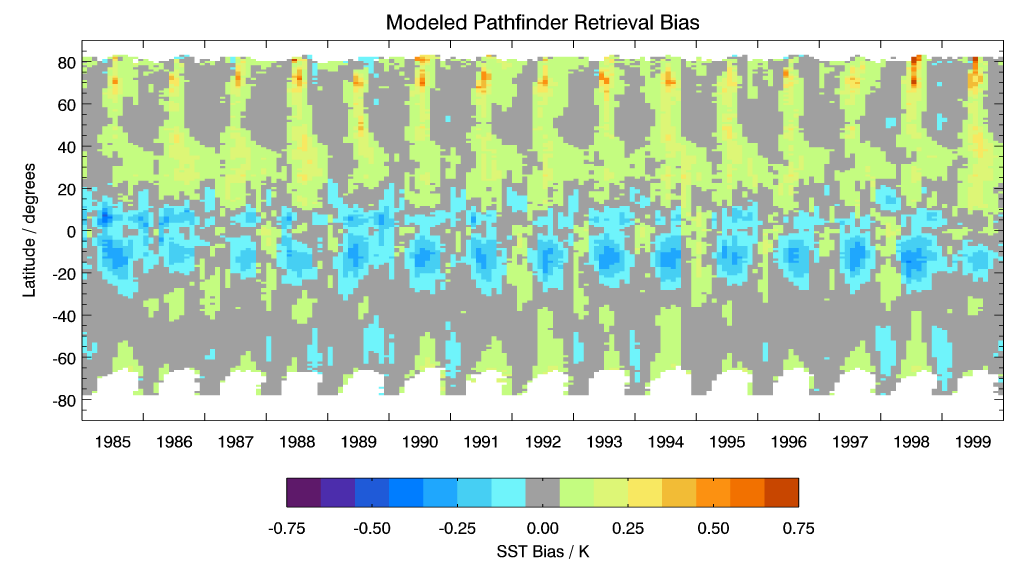 Modeled Pathfinder Retrieval Bias
Latitude / degrees
80
60
40
20
0
-20
-40
-60
-80
1985 1986 1987 1988 1989 1990 1991 1992 1993 1994 1995 1996 1997 1998 1999
-0.75 -0.50 -0.25 0.00 0.25 0.50 0.75
SST Bias / K